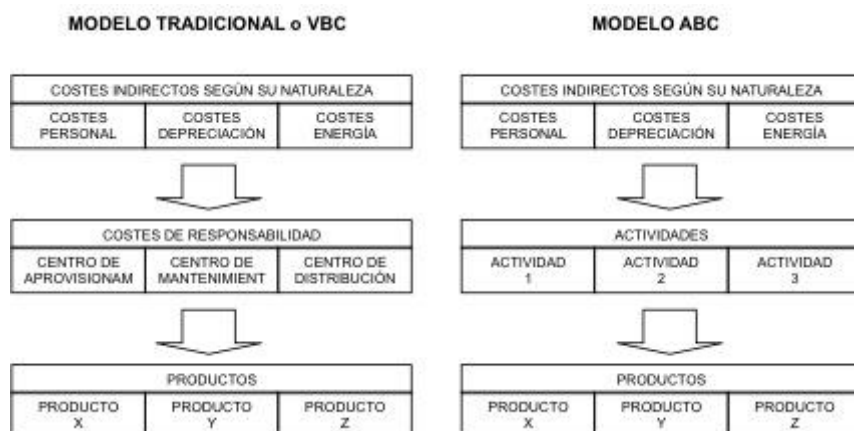 MODELO TRADICIONAL o VBC
COSTES INDIRECTOS SEGÚN SU NATURALEZA
COSTES PERSONAL
COSTES DEPRECIACIÓN
COSTES ENERGÍA
COSTES DE RESPONSABILIDAD
CENTRO DE APROVISIONAM
CENTRO DE MANTENIMIENT
CENTRO DE DISTRIBUCIÓN
PRODUCTOS
PRODUCTO X
PRODUCTO Y
PRODUCTO Z
MODELO ABC
COSTES INDIRECTOS SEGÚN SU NATURALEZA
COSTES PERSONAL
COSTES DEPRECIACIÓN
COSTES ENERGÍA
ACTIVIDADES
ACTIVIDAD 1
ACTIVIDAD 2
ACTIVIDAD 3
PRODUCTOS
PRODUCTO X
PRODUCTO Y
PRODUCTO Z